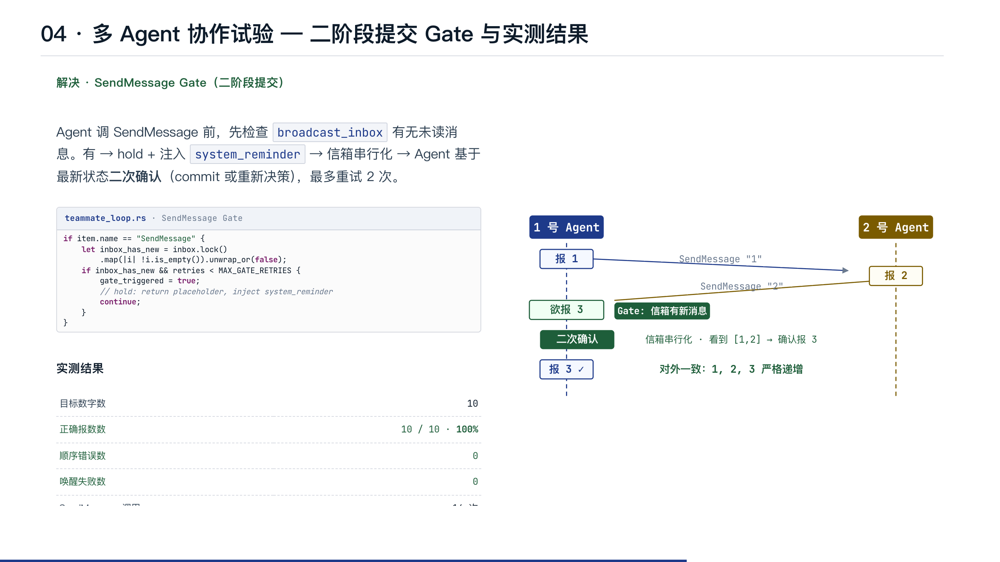 04 · 多 Agent 协作试验 — 二阶段提交 Gate 与实测结果
解决 · SendMessage Gate（二阶段提交）
Agent 调 SendMessage 前，先检查 broadcast_inbox 有无未读消
息。有 → hold + 注入 system_reminder → 信箱串行化 → Agent 基于
最新状态二次确认（commit 或重新决策），最多重试 2 次。
teammate_loop.rs · SendMessage Gate
if item.name == "SendMessage" {
    let inbox_has_new = inbox.lock()
        .map(|i| !i.is_empty()).unwrap_or(false);
    if inbox_has_new && retries < MAX_GATE_RETRIES {
        gate_triggered = true;
        // hold: return placeholder, inject system_reminder
        continue;
    }
}
实测结果
目标数字数 10
正确报数数 10 / 10 · 100%
顺序错误数 0
唤醒失败数 0
1 号 Agent
2 号 Agent
报 1
SendMessage "1"
报 2
SendMessage "2"
欲报 3
Gate: 信箱有新消息
二次确认
信箱串行化 · 看到 [1,2] → 确认报 3
报 3 ✓
对外一致: 1, 2, 3 严格递增